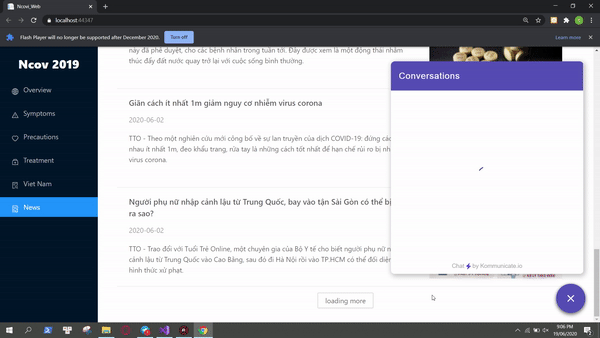 Ncov_Web
localhost:44347
Flash Player will no longer be supported after December 2020.
Turn off
Learn more
Ncov 2019
Overview
Symptoms
Precautions
Treatment
Viet Nam
News
này đã phê duyệt, cho các bệnh nhân trong tuần tới. Đây được xem là một động thái nhằm
thúc đẩy đất nước quay trở lại với cuộc sống bình thường.
Giãn cách ít nhất 1m giảm nguy cơ nhiễm virus corona
2020-06-02
TTO - Theo một nghiên cứu mới công bố về sự lan truyền của dịch COVID-19: đứng các
nhau ít nhất 1m, đeo khẩu trang, rửa tay là những cách tốt nhất để hạn chế rủi ro bị nh
virus corona.
Người phụ nữ nhập cảnh lậu từ Trung Quốc, bay vào tận Sài Gòn có thể bị
ra sao?
2020-06-02
TTO - Trao đổi với Tuổi Trẻ Online, một chuyên gia của Bộ Y tế cho biết người phụ nữ n
cảnh lậu từ Trung Quốc vào Cao Bằng, sau đó đi Hà Nội rồi vào TP.HCM có thể đối diện
hình thức xử phạt.
loading more
Conversations
Chat by Kommunicate.io
9:06 PM
19/06/2020